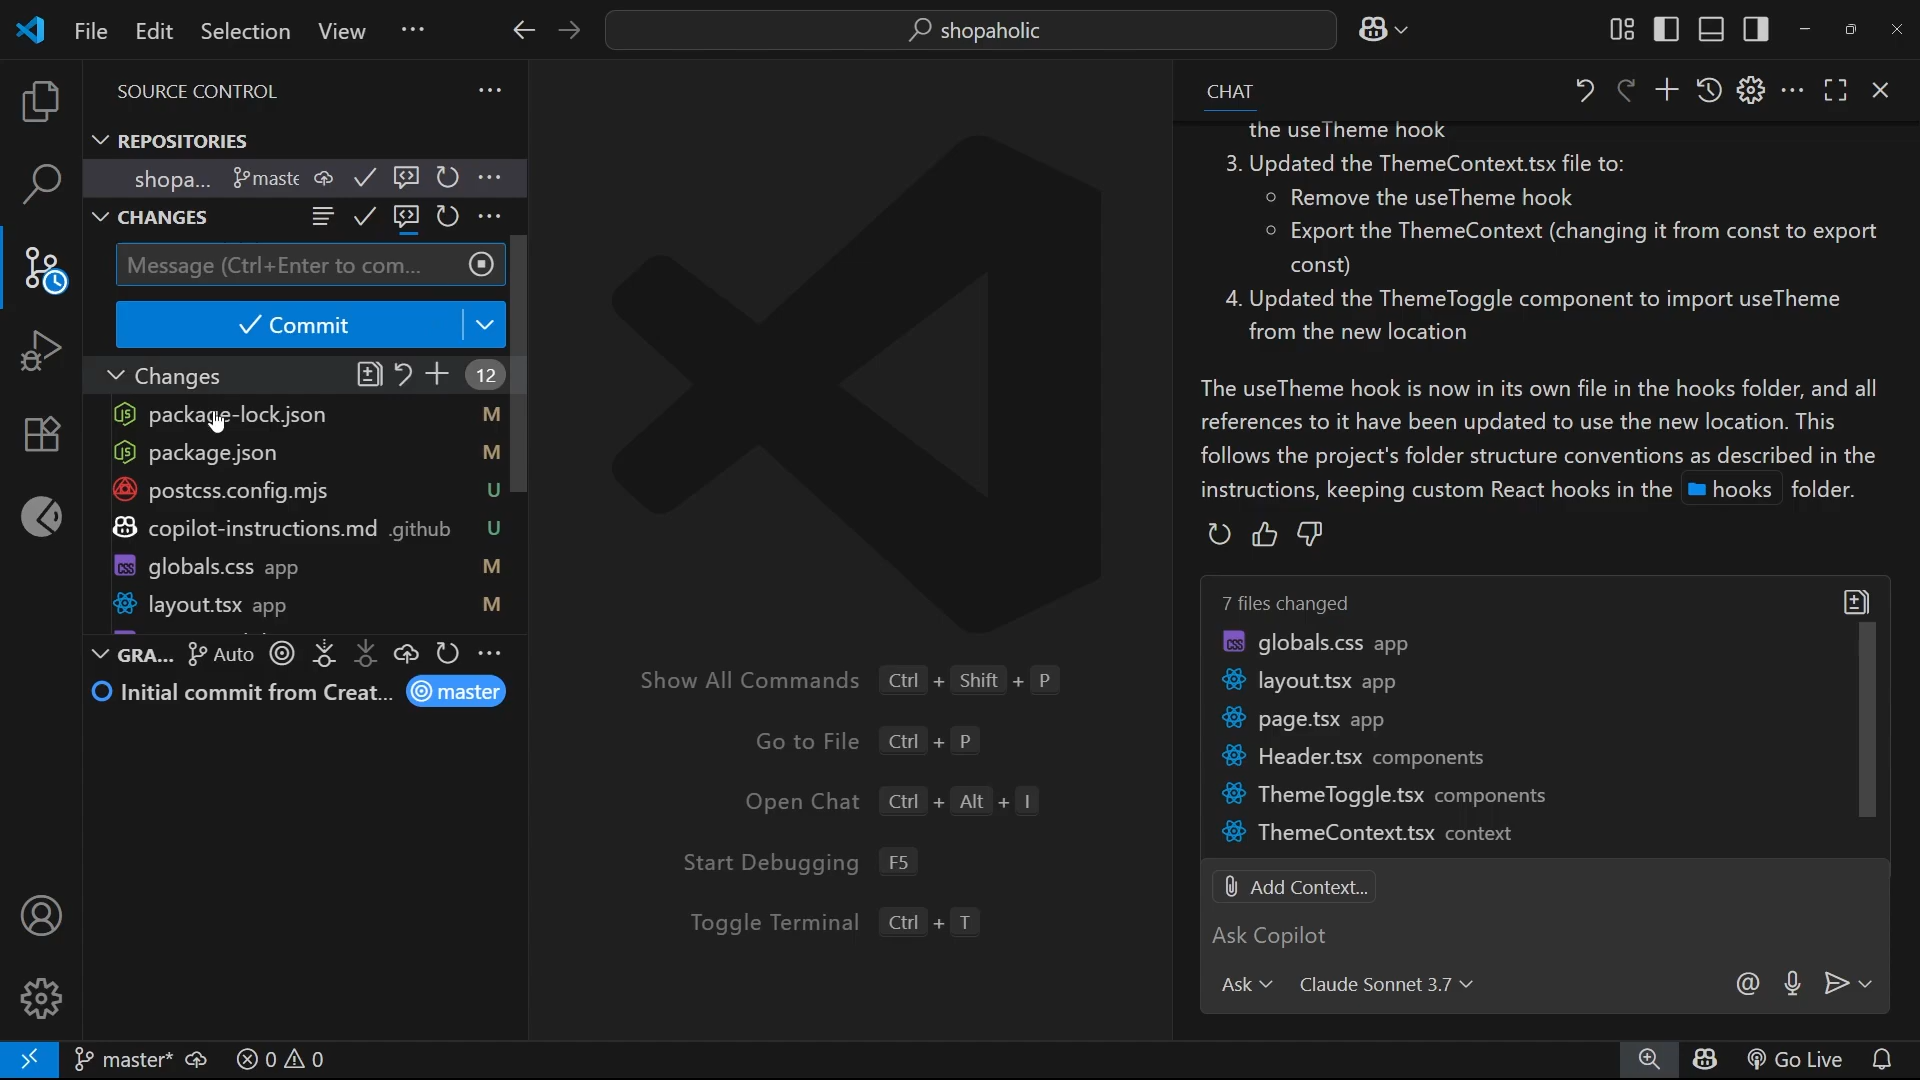 File Edit Selection View ···
shopaholic
SOURCE CONTROL
REPOSITORIES
shopa... maste
CHANGES
Message (Ctrl+Enter to com...
Commit
Changes 12
package-lock.json M
package.json M
postcss.config.mjs U
copilot-instructions.md .github U
globals.css app M
layout.tsx app M
GRA... Auto
Initial commit from Creat... master
Show All Commands Ctrl + Shift + P
Go to File Ctrl + P
Open Chat Ctrl + Alt + I
Start Debugging F5
Toggle Terminal Ctrl + T
CHAT
the useTheme hook
3. Updated the ThemeContext.tsx file to:
Remove the useTheme hook
Export the ThemeContext (changing it from const to export
const)
4. Updated the ThemeToggle component to import useTheme
from the new location
The useTheme hook is now in its own file in the hooks folder, and all
references to it have been updated to use the new location. This
follows the project's folder structure conventions as described in the
instructions, keeping custom React hooks in the hooks folder.
7 files changed
globals.css app
layout.tsx app
page.tsx app
Header.tsx components
ThemeToggle.tsx components
ThemeContext.tsx context
Add Context...
Ask Copilot
Ask Claude Sonnet 3.7
master* 0 0
Go Live